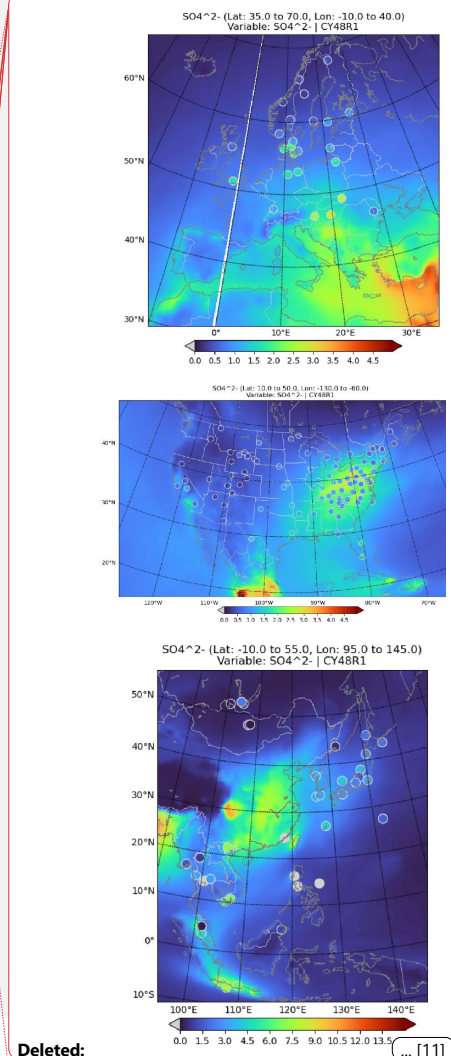 SO4^2- (Lat: 35.0 to 70.0, Lon: -10.0 to 40.0)
Variable: SO4^2- | CY48R1
60°N
50°N
40°N
30°N
0° 10°E 20°E 30°E
0.0 0.5 1.0 1.5 2.0 2.5 3.0 3.5 4.0 4.5
SO4^2- (Lat: 10.0 to 50.0, Lon: -130.0 to -60.0)
Variable: SO4^2- | CY48R1
40°N
30°N
20°N
120°W 110°W 100°W 90°W 80°W 70°W
0.0 0.5 1.0 1.5 2.0 2.5 3.0 3.5 4.0 4.5
SO4^2- (Lat: -10.0 to 55.0, Lon: 95.0 to 145.0)
Variable: SO4^2- | CY48R1
50°N
40°N
30°N
20°N
10°N
0°
10°S
100°E 110°E 120°E 130°E 140°E
0.0 1.5 3.0 4.5 6.0 7.5 9.0 10.5 12.0 13.5
Deleted: ... [11]